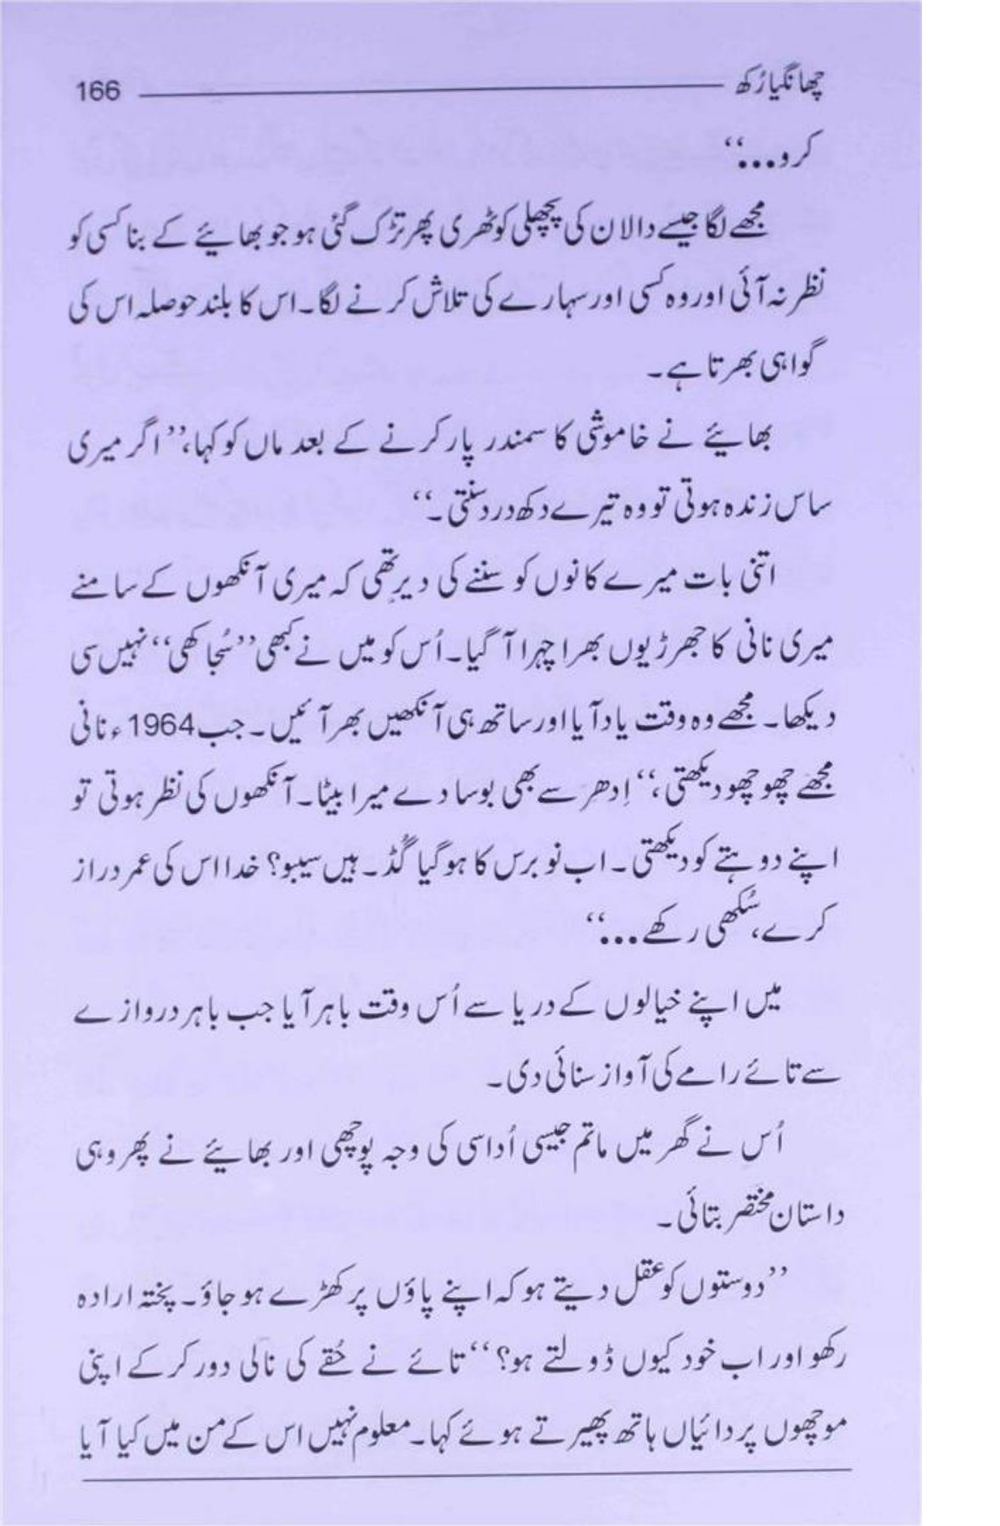 چھانگیا رُکھ 166
کرو...‘‘
مجھے لگا جیسے دالان کی پچھلی کوٹھری پھر تڑک گئی ہو جو بھائیے کے بنا کسی کو
نظر نہ آئی اور وہ کسی اور سہارے کی تلاش کرنے لگا۔ اس کا بلند حوصلہ اس کی
گواہی بھرتا ہے۔
بھائیے نے خاموشی کا سمندر پار کرنے کے بعد ماں کو کہا،’’اگر میری
ساس زندہ ہوتی تو وہ تیرے دکھ درد سنتی۔‘‘
اتنی بات میرے کانوں کو سننے کی دیر تھی کہ میری آنکھوں کے سامنے
میری نانی کا جھرڑیوں بھرا چہرا آ گیا۔ اُس کو میں نے کبھی ’’سُجاکھی‘‘ نہیں سی
دیکھا۔ مجھے وہ وقت یاد آیا اور ساتھ ہی آنکھیں بھر آئیں۔ جب 1964ء نانی
مجھے چھو چھو دیکھتی،‘‘ اِدھر سے بھی بوسا دے میرا بیٹا۔ آنکھوں کی نظر ہوتی تو
اپنے دوہتے کو دیکھتی۔ اب نو برس کا ہو گیا گُڈ۔ ہیں سیبو؟ خدا اس کی عمر دراز
کرے، سُکھی رکھے...‘‘
میں اپنے خیالوں کے دریا سے اُس وقت باہر آیا جب باہر دروازے
سے تائے رامے کی آواز سنائی دی۔
اُس نے گھر میں ماتم جیسی اُداسی کی وجہ پوچھی اور بھائیے نے پھر وہی
داستان مختصر بتائی۔
’’دوستوں کو عقل دیتے ہو کہ اپنے پاؤں پر کھڑے ہو جاؤ۔ پختہ ارادہ
رکھو اور اب خود کیوں ڈولتے ہو؟‘‘ تائے نے حُقے کی نالی دور کر کے اپنی
موچھوں پر دائیاں ہاتھ پھیرتے ہوئے کہا۔ معلوم نہیں اس کے من میں کیا آیا